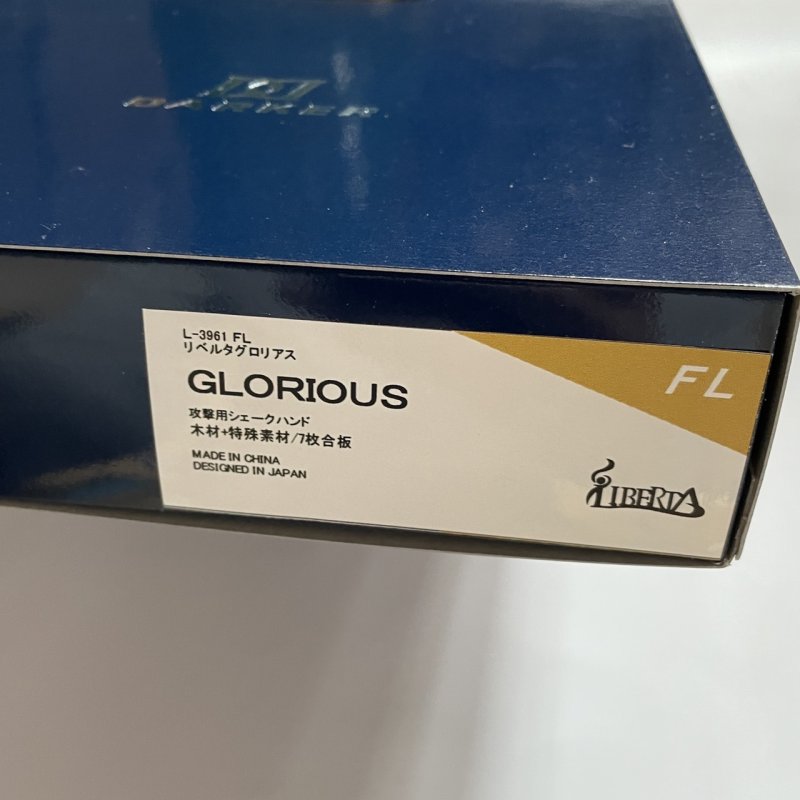 DARKER
L-3961 FL
リベルタグロリアス
GLORIOUS
攻撃用シェークハンド
木材+特殊素材/7枚合板
MADE IN CHINA
DESIGNED IN JAPAN
FL
LIBERTA